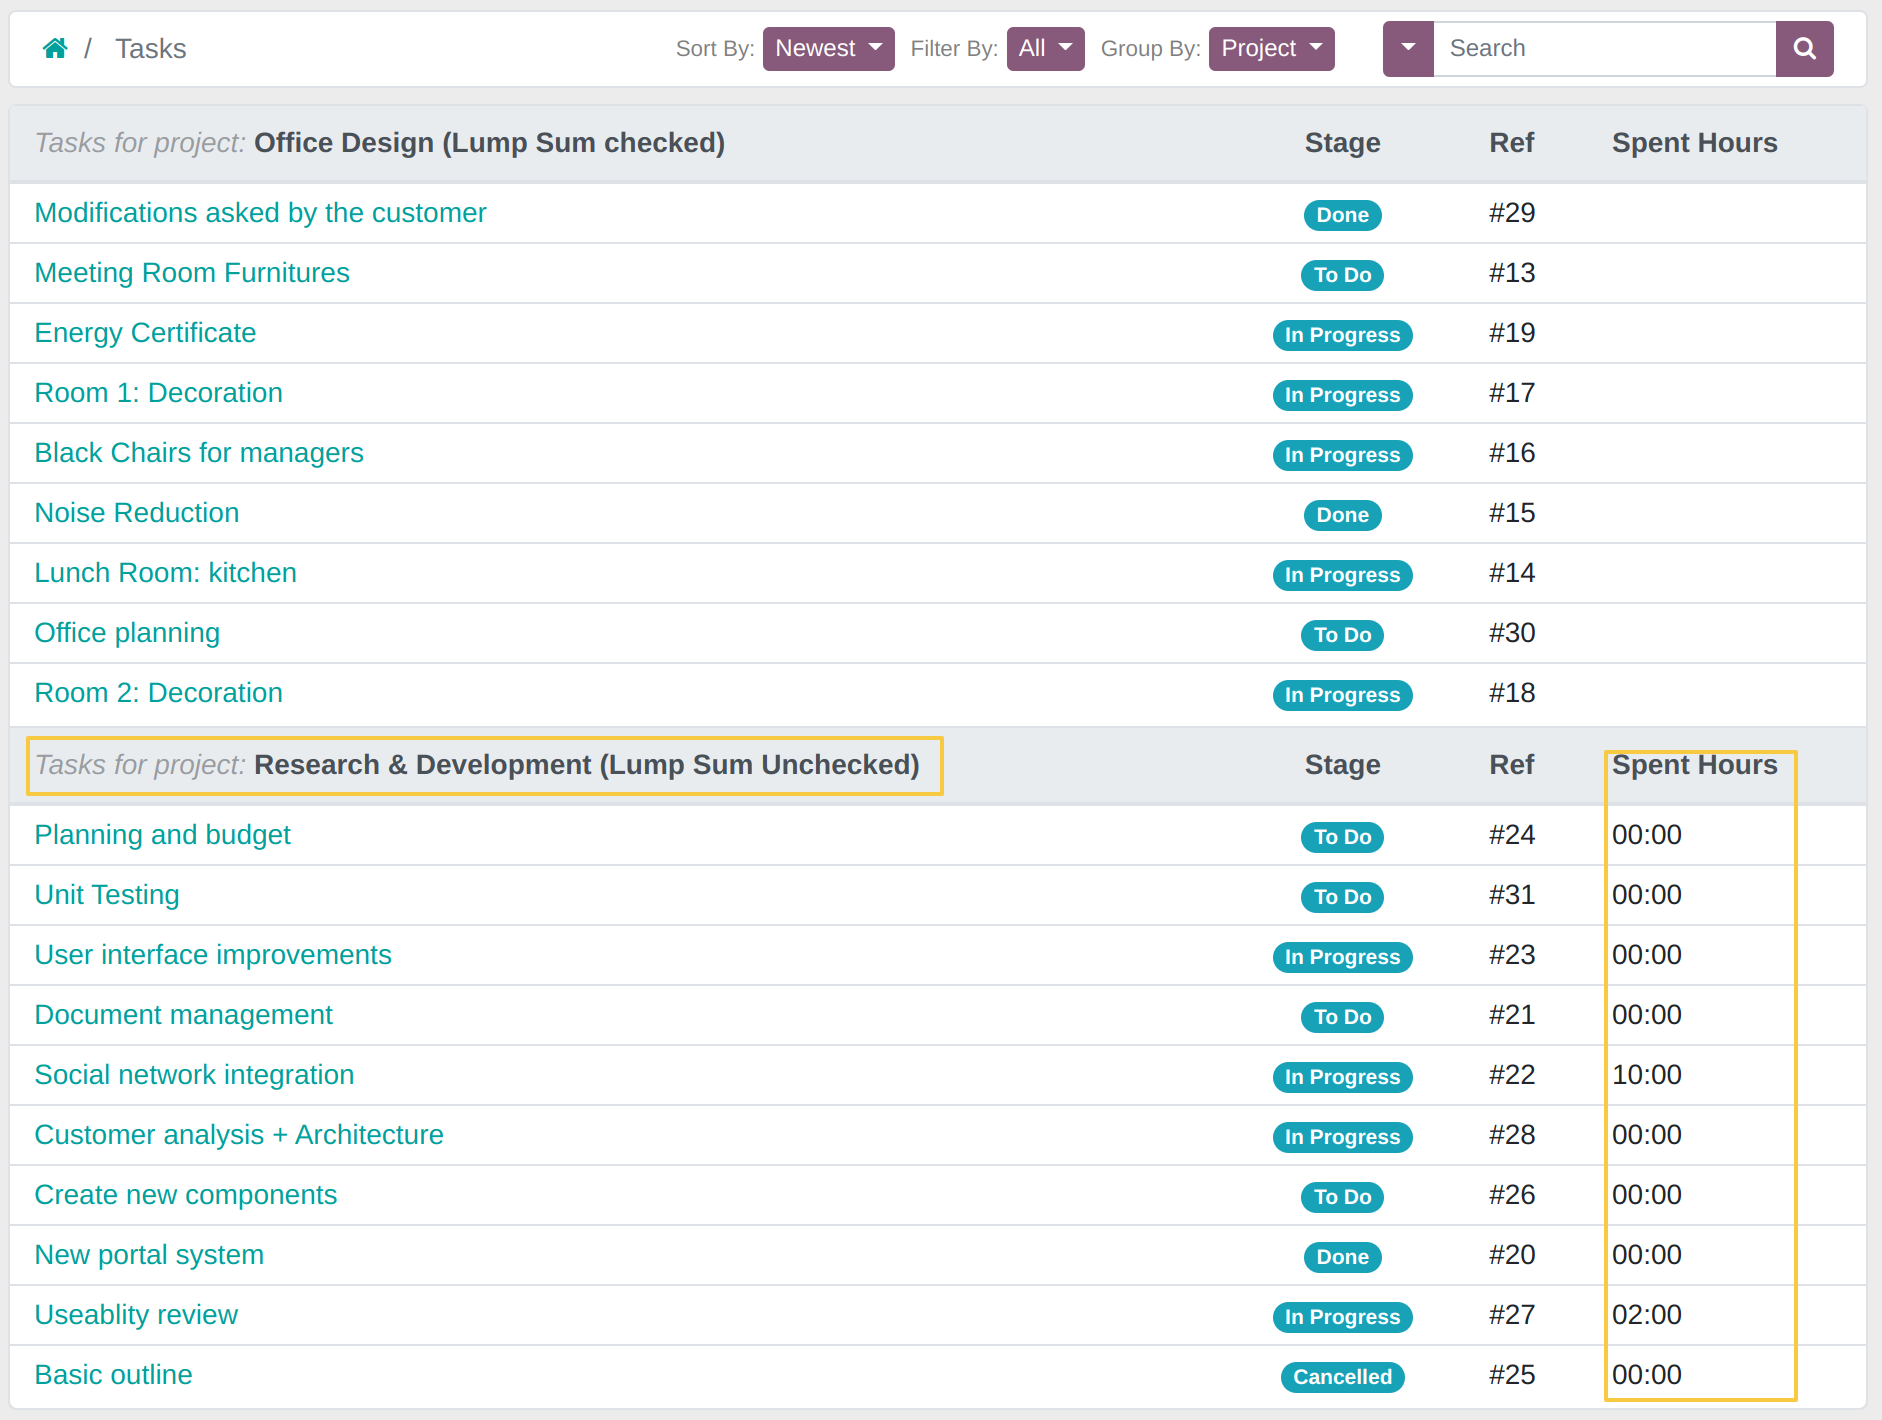 / Tasks Sort By: Newest Filter By: All Group By: Project Search
Tasks for project: Office Design (Lump Sum checked) Stage Ref Spent Hours
Modifications asked by the customer Done #29
Meeting Room Furnitures To Do #13
Energy Certificate In Progress #19
Room 1: Decoration In Progress #17
Black Chairs for managers In Progress #16
Noise Reduction Done #15
Lunch Room: kitchen In Progress #14
Office planning To Do #30
Room 2: Decoration In Progress #18
Tasks for project: Research & Development (Lump Sum Unchecked) Stage Ref Spent Hours
Planning and budget To Do #24 00:00
Unit Testing To Do #31 00:00
User interface improvements In Progress #23 00:00
Document management To Do #21 00:00
Social network integration In Progress #22 10:00
Customer analysis + Architecture In Progress #28 00:00
Create new components To Do #26 00:00
New portal system Done #20 00:00
Useablity review In Progress #27 02:00
Basic outline Cancelled #25 00:00